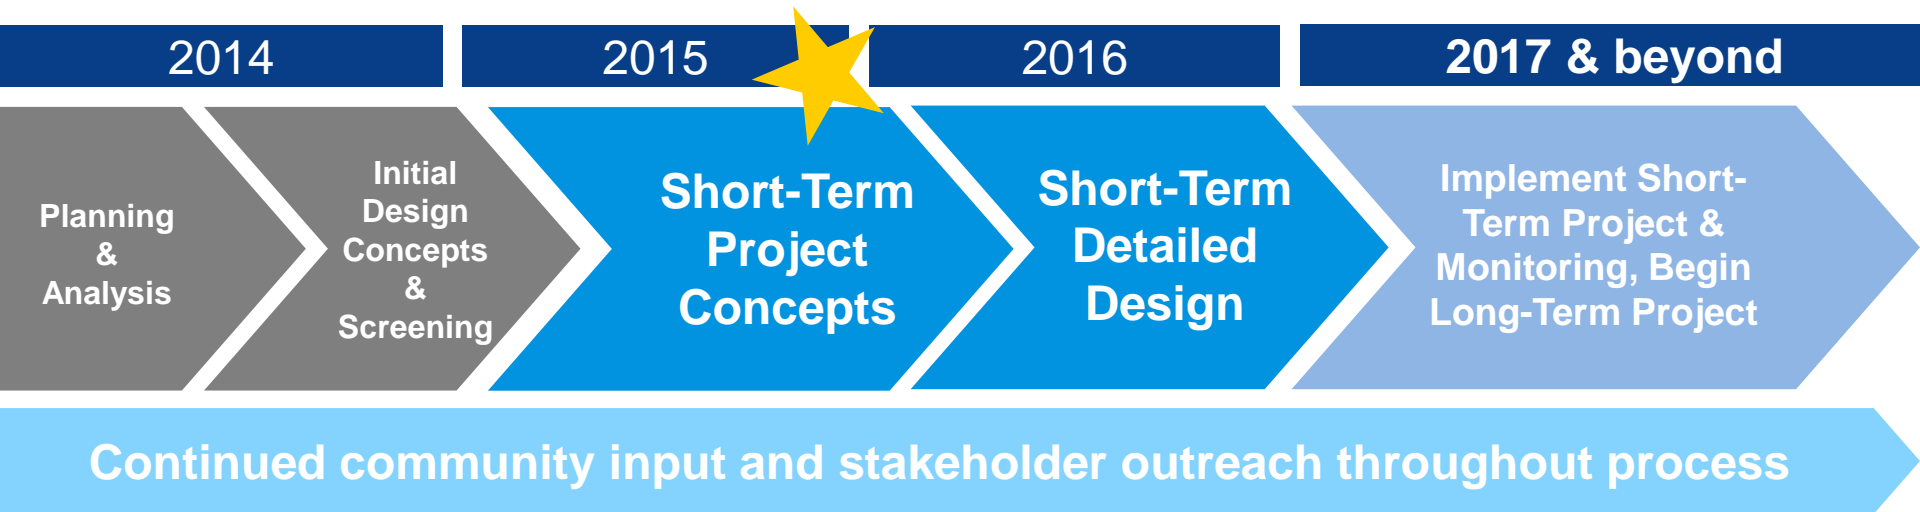 2014
2015
2016
2017 & beyond
Planning
&
Analysis
Initial
Design
Concepts
&
Screening
Short-Term
Project
Concepts
Short-Term
Detailed
Design
Implement Short-
Term Project &
Monitoring, Begin
Long-Term Project
Continued community input and stakeholder outreach throughout process